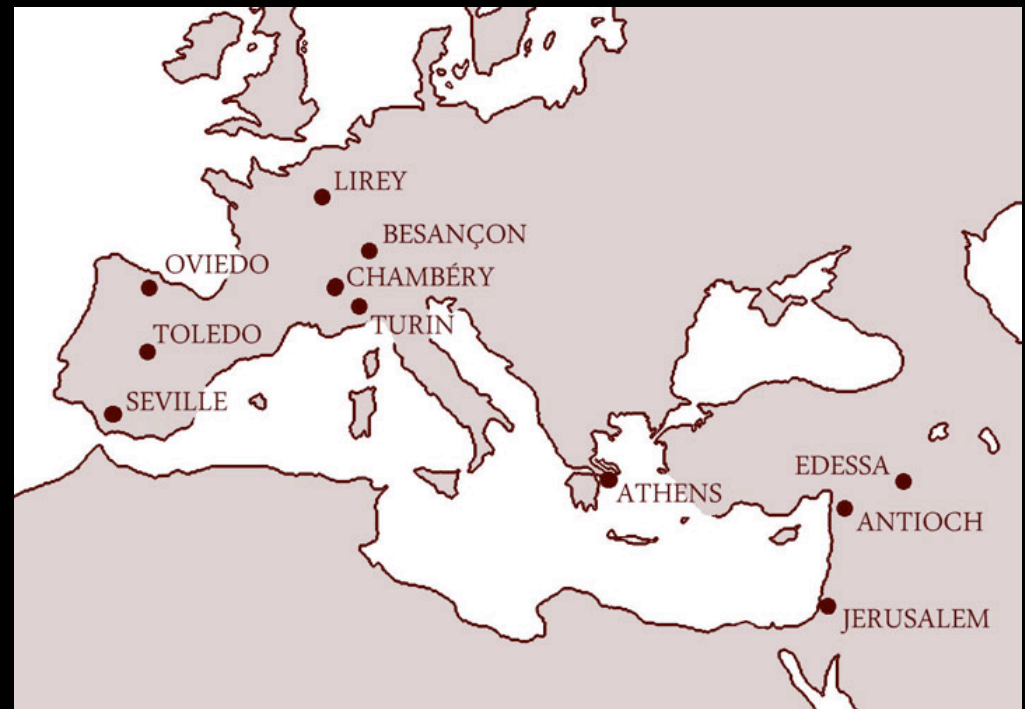 LIREY
BESANÇON
OVIEDO
CHAMBÉRY
TURIN
TOLEDO
SEVILLE
EDESSA
ATHENS
ANTIOCH
JERUSALEM